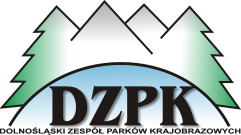 DZPK
DOLNOŚLĄSKI ZESPÓŁ PARKÓW KRAJOBRAZOWYCH